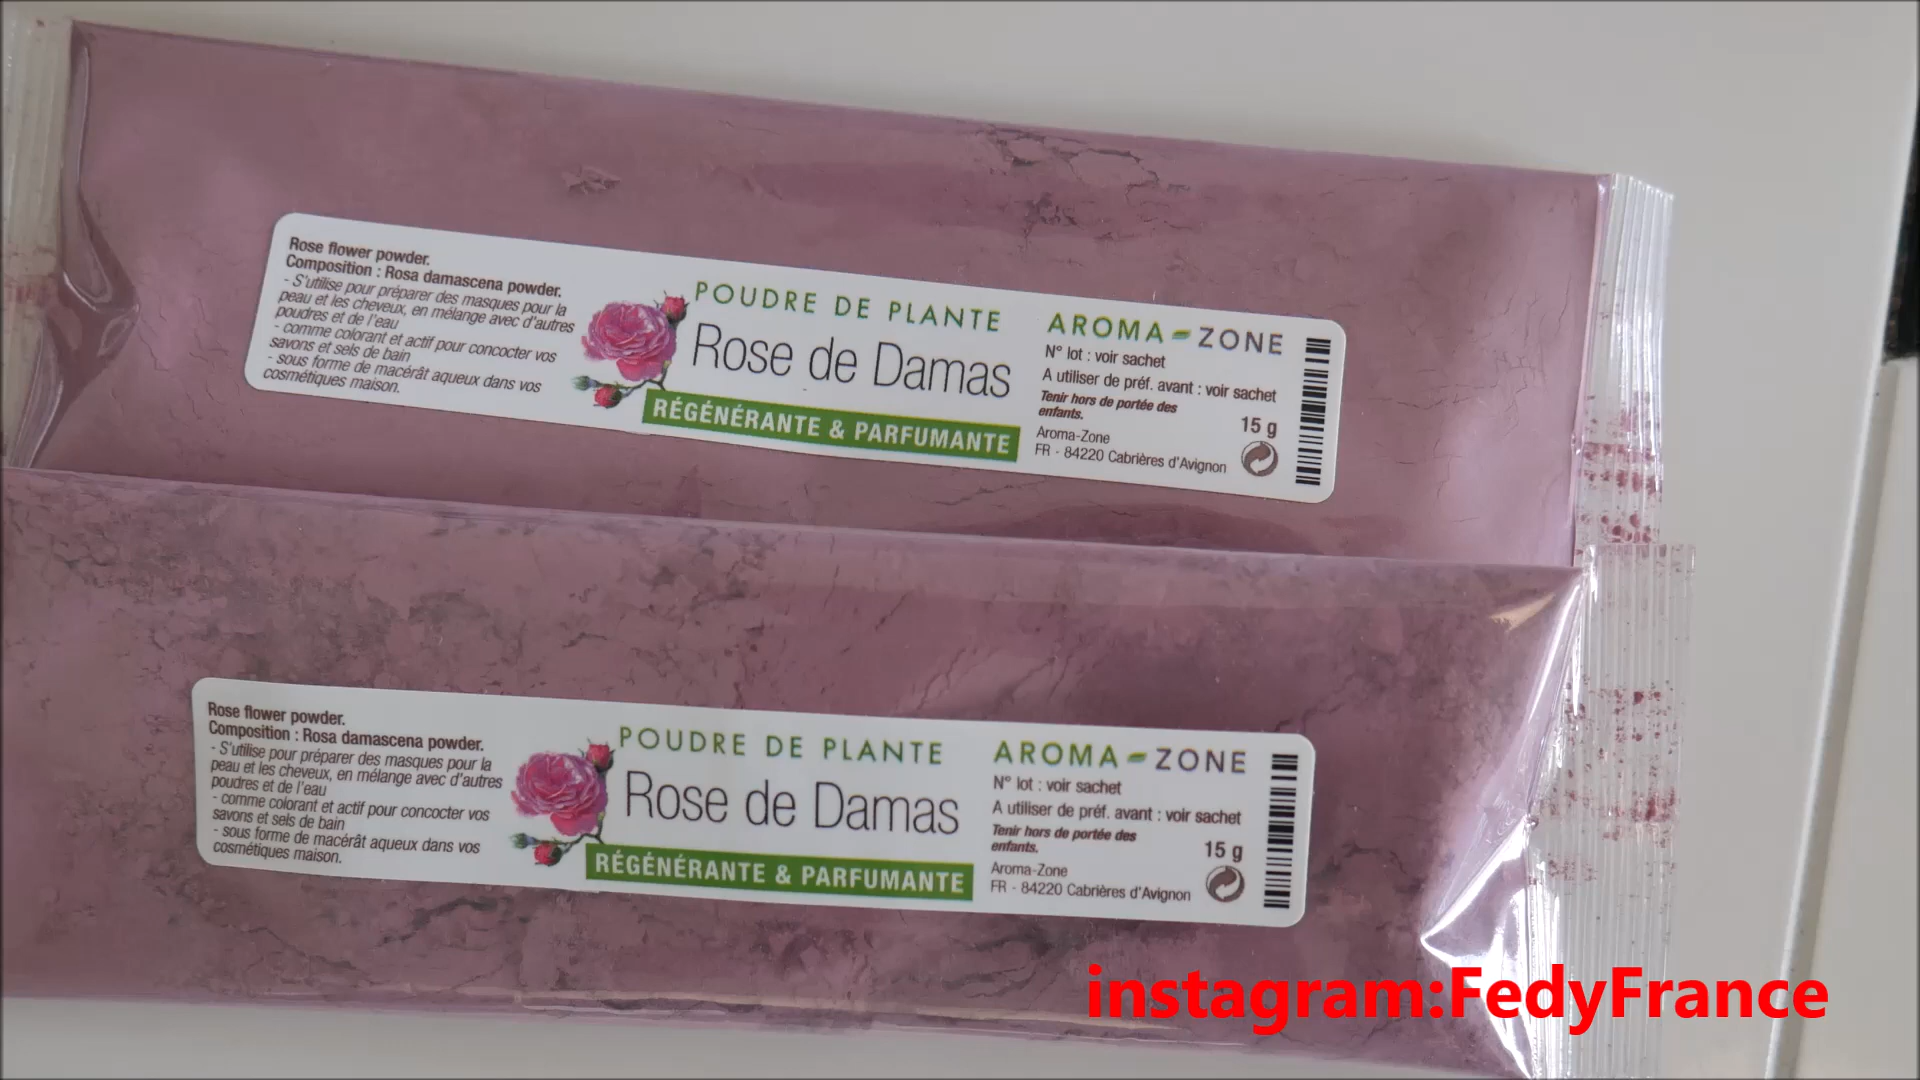 Rose flower powder.
Composition : Rosa damascena powder.
- S'utilise pour préparer des masques pour la
peau et les cheveux, en mélange avec d'autres
poudres et de l'eau
- comme colorant et actif pour concocter vos
savons et sels de bain
- sous forme de macérât aqueux dans vos
cosmétiques maison.
POUDRE DE PLANTE
Rose de Damas
RÉGÉNÉRANTE & PARFUMANTE
AROMA-ZONE
N° lot : voir sachet
A utiliser de préf. avant : voir sachet
Tenir hors de portée des
enfants.
15 g
Aroma-Zone
FR - 84220 Cabrières d'Avignon
Rose flower powder.
Composition : Rosa damascena powder.
- S'utilise pour préparer des masques pour la
peau et les cheveux, en mélange avec d'autres
poudres et de l'eau
- comme colorant et actif pour concocter vos
savons et sels de bain
- sous forme de macérât aqueux dans vos
cosmétiques maison.
POUDRE DE PLANTE
Rose de Damas
RÉGÉNÉRANTE & PARFUMANTE
AROMA-ZONE
N° lot : voir sachet
A utiliser de préf. avant : voir sachet
Tenir hors de portée des
enfants.
15 g
Aroma-Zone
FR - 84220 Cabrières d'Avignon
instagram:FedyFrance